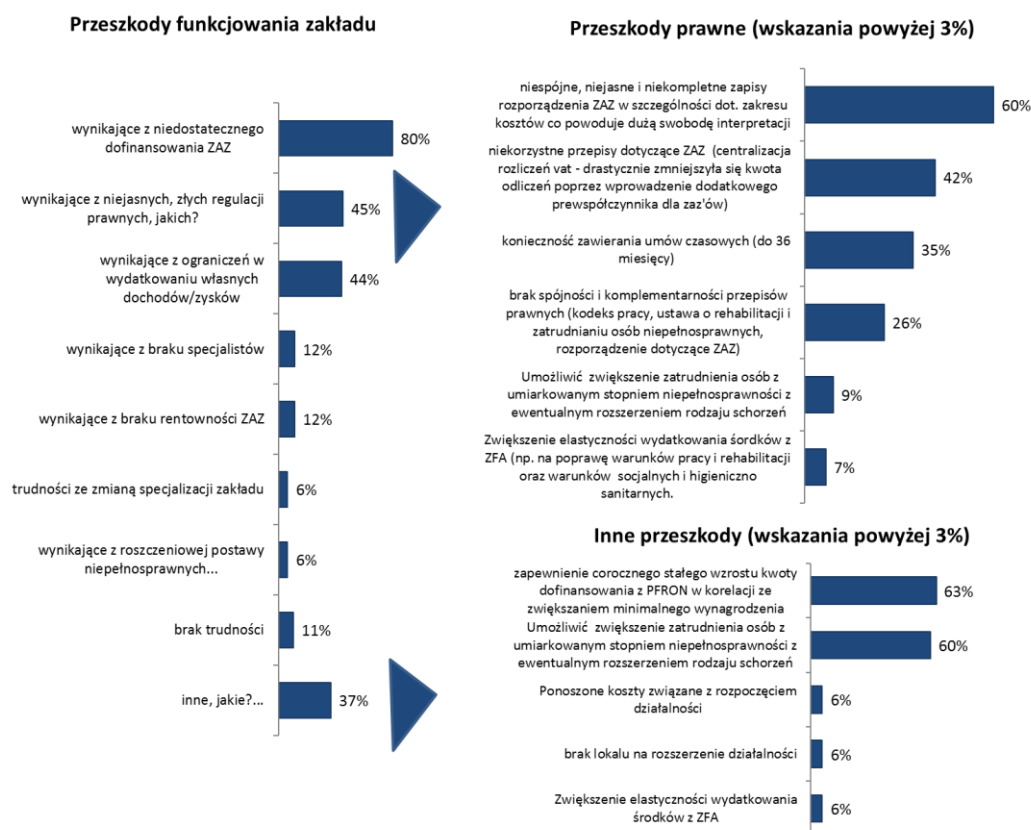 Przeszkody funkcjowania zakładu
wynikające z niedostatecznego
dofinansowania ZAZ
80%
wynikające z niejasnych, złych regulacji
prawnych, jakich?
45%
wynikające z ograniczeń w
wydatkowaniu własnych
dochodów/zysków
44%
wynikające z braku specjalistów
12%
wynikające z braku rentowności ZAZ
12%
trudności ze zmianą specjalizacji zakładu
6%
wynikające z roszczeniowej postawy
niepełnosprawnych...
6%
brak trudności
11%
inne, jakie?...
37%
Przeszkody prawne (wskazania powyżej 3%)
niespójne, niejasne i niekompletne zapisy
rozporządzenia ZAZ w szczególności dot. zakresu
kosztów co powoduje dużą swobodę interpretacji
60%
niekorzystne przepisy dotyczące ZAZ (centralizacja
rozliczeń vat - drastycznie zmniejszyła się kwota
odliczeń poprzez wprowadzenie dodatkowego
prewspółczynnika dla zaz'ów)
42%
konieczność zawierania umów czasowych (do 36
miesięcy)
35%
brak spójności i komplementarności przepisów
prawnych (kodeks pracy, ustawa o rehabilitacji i
zatrudnianiu osób niepełnosprawnych,
rozporządzenie dotyczące ZAZ)
26%
Umożliwić zwiększenie zatrudnienia osób z
umiarkowanym stopniem niepełnosprawności z
ewentualnym rozszerzeniem rodzaju schorzeń
9%
Zwiększenie elastyczności wydatkowania śordków z
ZFA (np. na poprawę warunków pracy i rehabilitacji
oraz warunków socjalnych i higieniczno
sanitarnych.
7%
Inne przeszkody (wskazania powyżej 3%)
zapewnienie corocznego stałego wzrostu kwoty
dofinansowania z PFRON w korelacji ze
zwiększaniem minimalnego wynagrodzenia
63%
Umożliwić zwiększenie zatrudnienia osób z
umiarkowanym stopniem niepełnosprawności z
ewentualnym rozszerzeniem rodzaju schorzeń
60%
Ponoszone koszty związane z rozpoczęciem
działalności
6%
brak lokalu na rozszerzenie działalności
6%
Zwiększenie elastyczności wydatkowania
środków z ZFA
6%